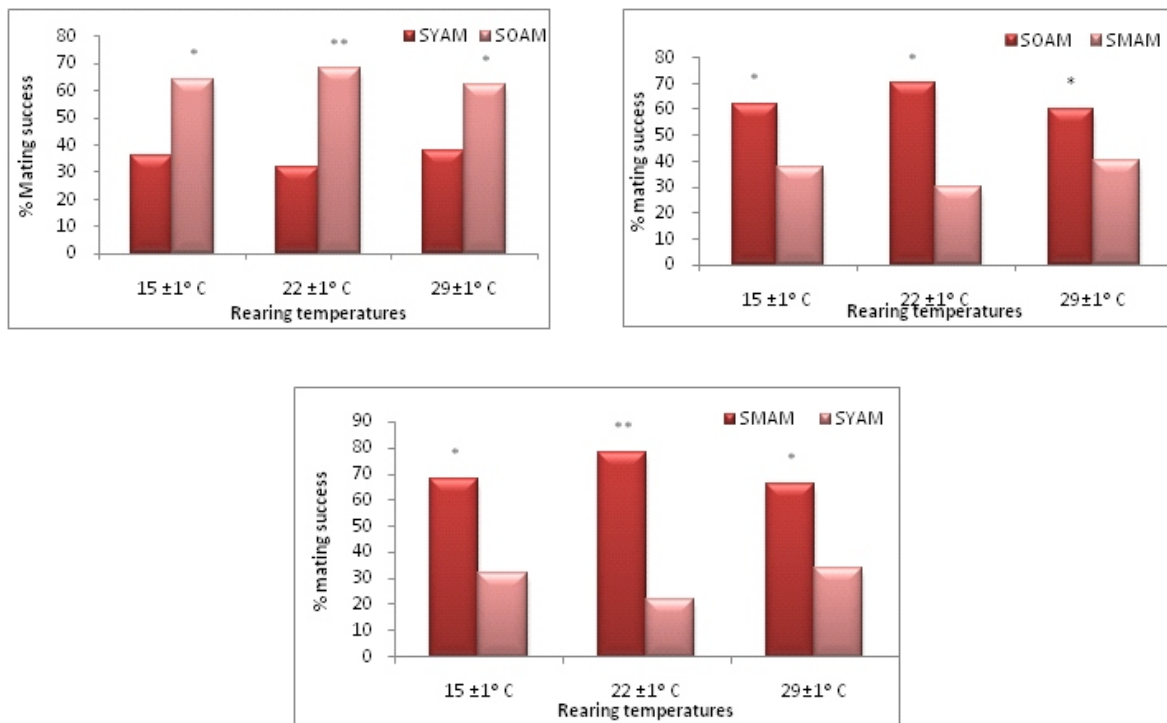 SYAM SOAM
80
70
60
50
40
30
20
10
0
% Mating success
* ** *
15 ±1° C 22 ±1° C 29±1° C
Rearing temperatures
SOAM SMAM
80
70
60
50
40
30
20
10
0
% mating success
* * *
15 ±1° C 22 ±1° C 29±1° C
Rearing temperatures
SMAM SYAM
90
80
70
60
50
40
30
20
10
0
% mating success
* ** *
15 ±1° C 22 ±1° C 29±1° C
Rearing temperatures